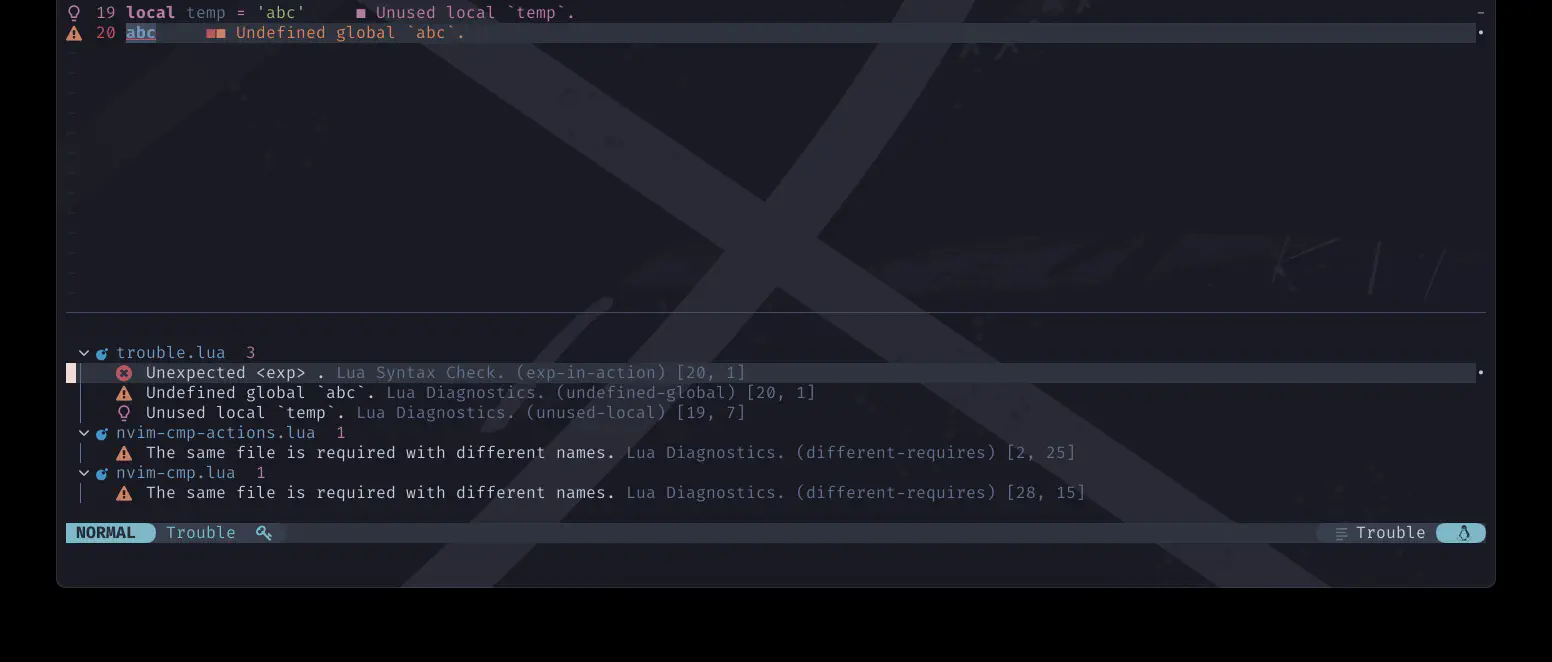 19 local temp = 'abc' ■ Unused local `temp`.
20 abc ■■ Undefined global `abc`.
trouble.lua 3
Unexpected <exp> . Lua Syntax Check. (exp-in-action) [20, 1]
Undefined global `abc`. Lua Diagnostics. (undefined-global) [20, 1]
Unused local `temp`. Lua Diagnostics. (unused-local) [19, 7]
nvim-cmp-actions.lua 1
The same file is required with different names. Lua Diagnostics. (different-requires) [2, 25]
nvim-cmp.lua 1
The same file is required with different names. Lua Diagnostics. (different-requires) [28, 15]
NORMAL Trouble Trouble